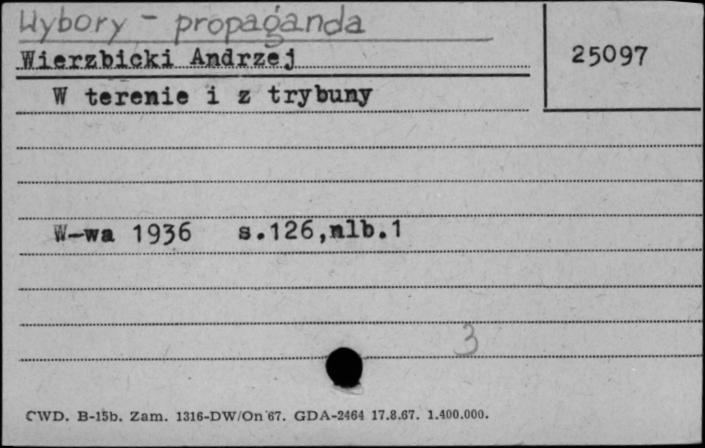 Wybory - propaganda
Wierzbicki Andrzej
25097
W terenie i z trybuny
W-wa 1936 s.126,nlb.1
3
CWD. B-15b. Zam. 1316-DW/On 67. GDA-2464 17.8.67. 1.400.000.